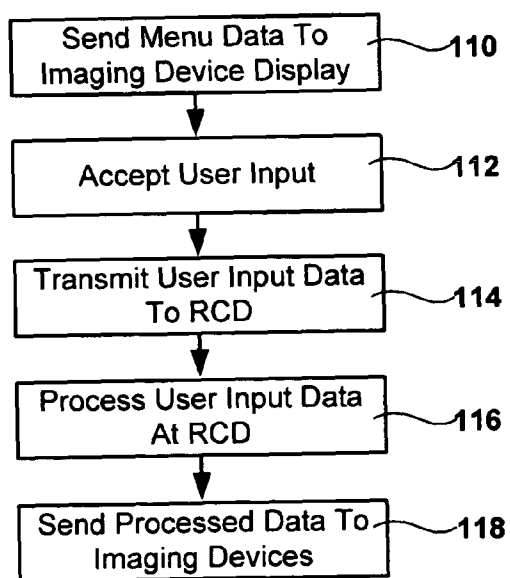 Send Menu Data To
Imaging Device Display
110
Accept User Input
112
Transmit User Input Data
To RCD
114
Process User Input Data
At RCD
116
Send Processed Data To
Imaging Devices
118